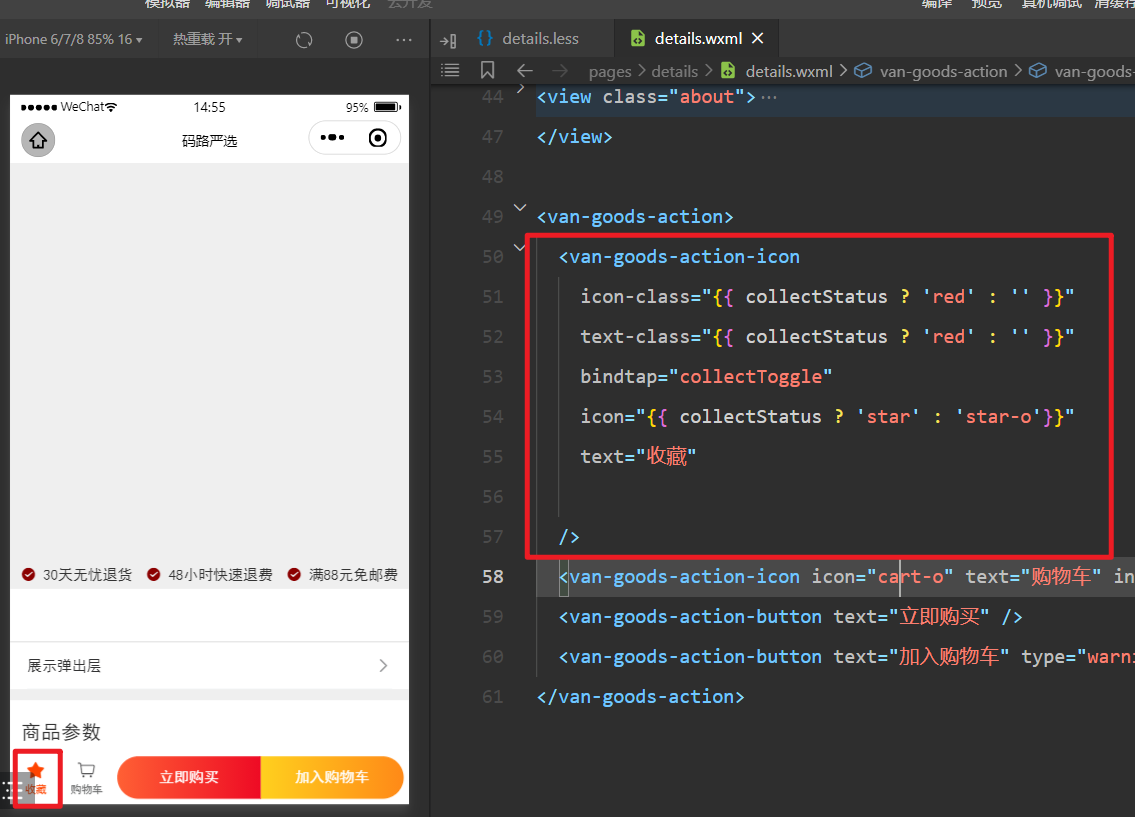 模拟器 编辑器 调试器 可视化 云开发 编译 预览 真机调试 清缓存
iPhone 6/7/8 85% 16 热重载 开
details.less details.wxml
pages details details.wxml van-goods-action van-goods-
WeChat 14:55 95%
码路严选
30天无忧退货 48小时快速退费 满88元免邮费
展示弹出层
商品参数
收藏 购物车 立即购买 加入购物车
44 <view class="about"> ···
47 </view>
48
49 <van-goods-action>
50 <van-goods-action-icon
51 icon-class="{{ collectStatus ? 'red' : '' }}"
52 text-class="{{ collectStatus ? 'red' : '' }}"
53 bindtap="collectToggle"
54 icon="{{ collectStatus ? 'star' : 'star-o'}}"
55 text="收藏"
56
57 />
58 <van-goods-action-icon icon="cart-o" text="购物车" in
59 <van-goods-action-button text="立即购买" />
60 <van-goods-action-button text="加入购物车" type="warn
61 </van-goods-action>